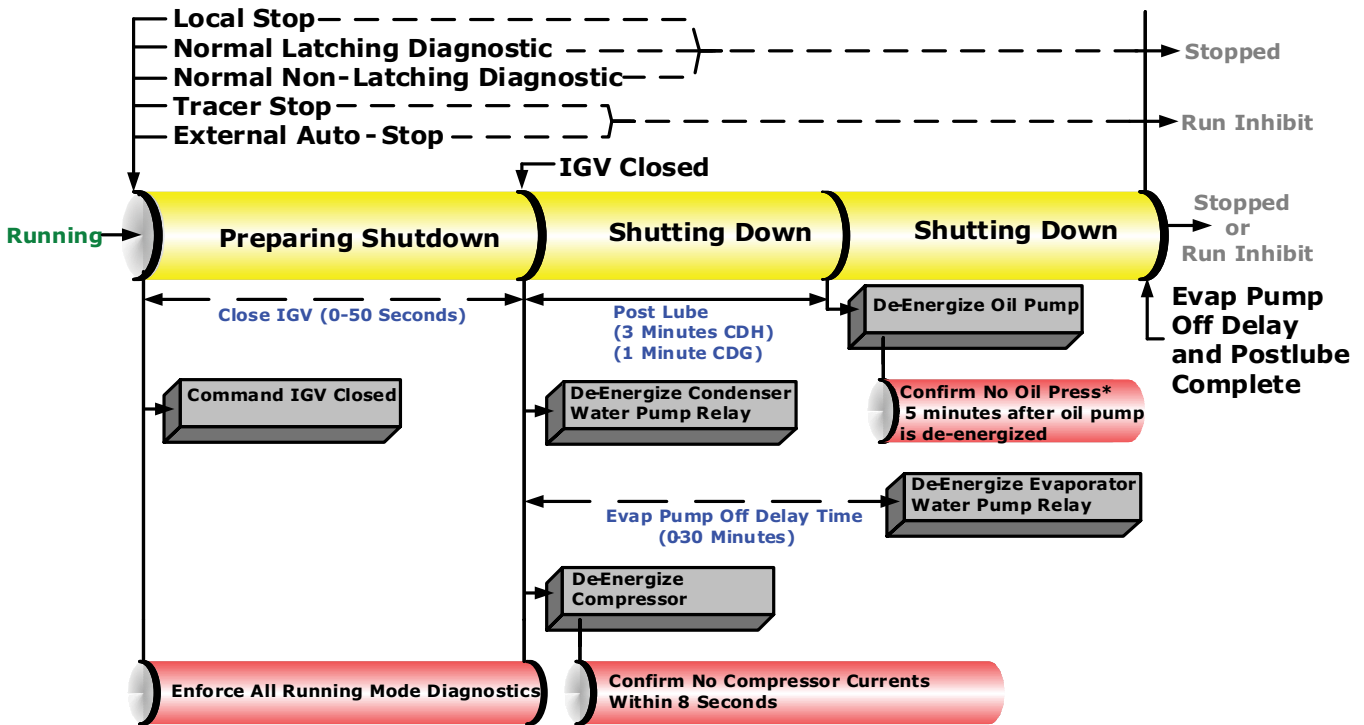 Local Stop
Normal Latching Diagnostic
Normal Non-Latching Diagnostic
Tracer Stop
External Auto-Stop
Stopped
Run Inhibit
IGV Closed
Running
Preparing Shutdown
Shutting Down
Shutting Down
Stopped
or
Run Inhibit
Close IGV (0-50 Seconds)
Post Lube
(3 Minutes CDH)
(1 Minute CDG)
De-Energize Oil Pump
Evap Pump
Off Delay
and Postlube
Complete
Command IGV Closed
De-Energize Condenser
Water Pump Relay
Confirm No Oil Press*
5 minutes after oil pump
is de-energized
De-Energize Evaporator
Water Pump Relay
Evap Pump Off Delay Time
(0-30 Minutes)
De-Energize
Compressor
Enforce All Running Mode Diagnostics
Confirm No Compressor Currents
Within 8 Seconds